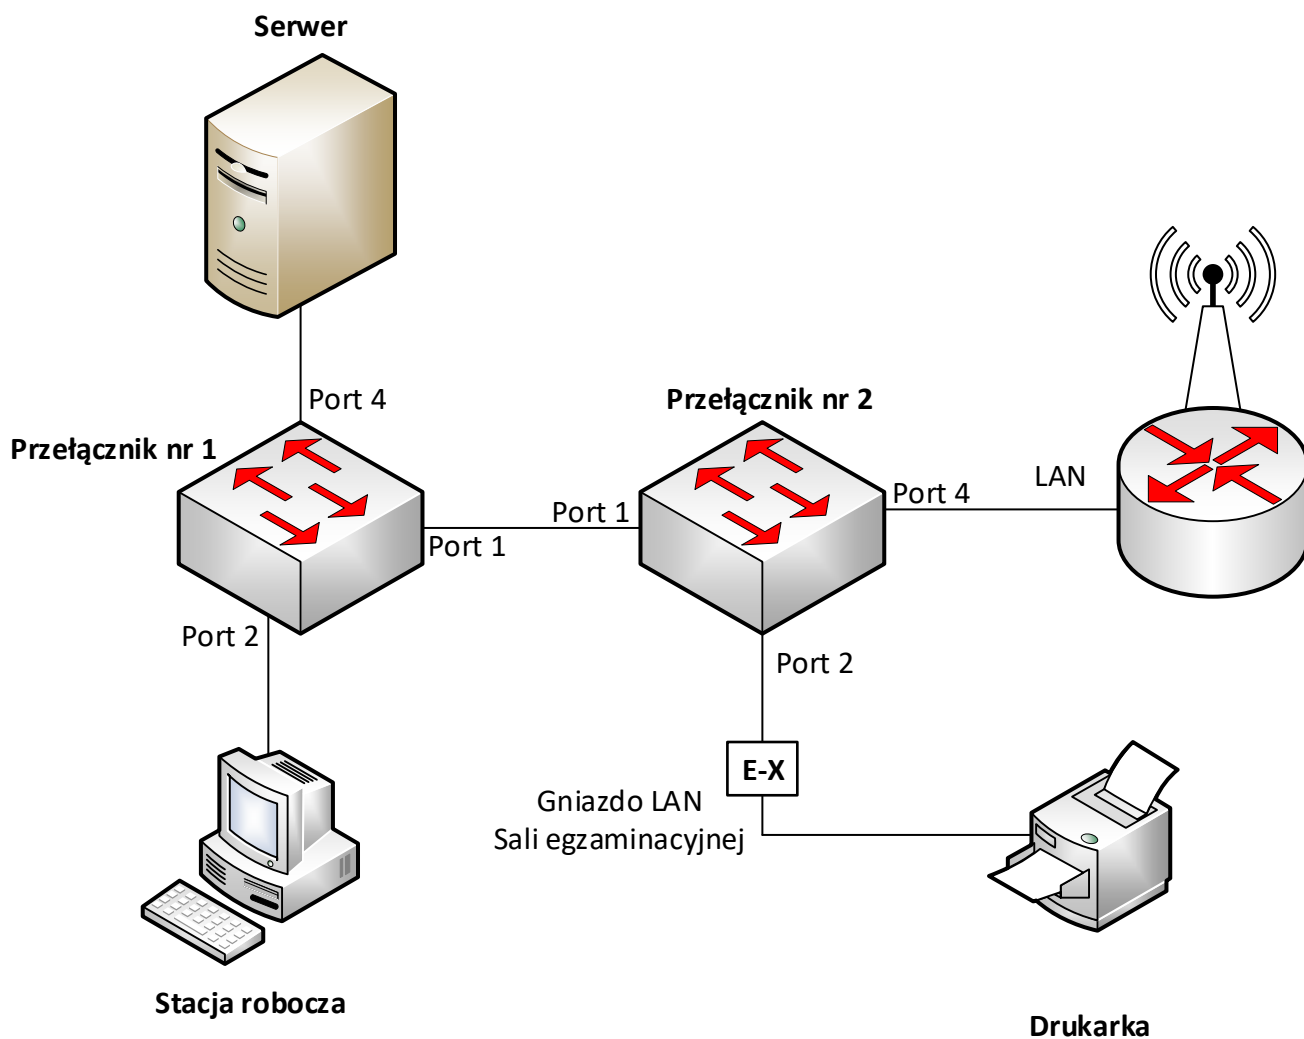 Serwer
Port 4
Przełącznik nr 2
Przełącznik nr 1
LAN
Port 4
Port 1
Port 1
Port 2
Port 2
E-X
Gniazdo LAN
Sali egzaminacyjnej
Stacja robocza
Drukarka